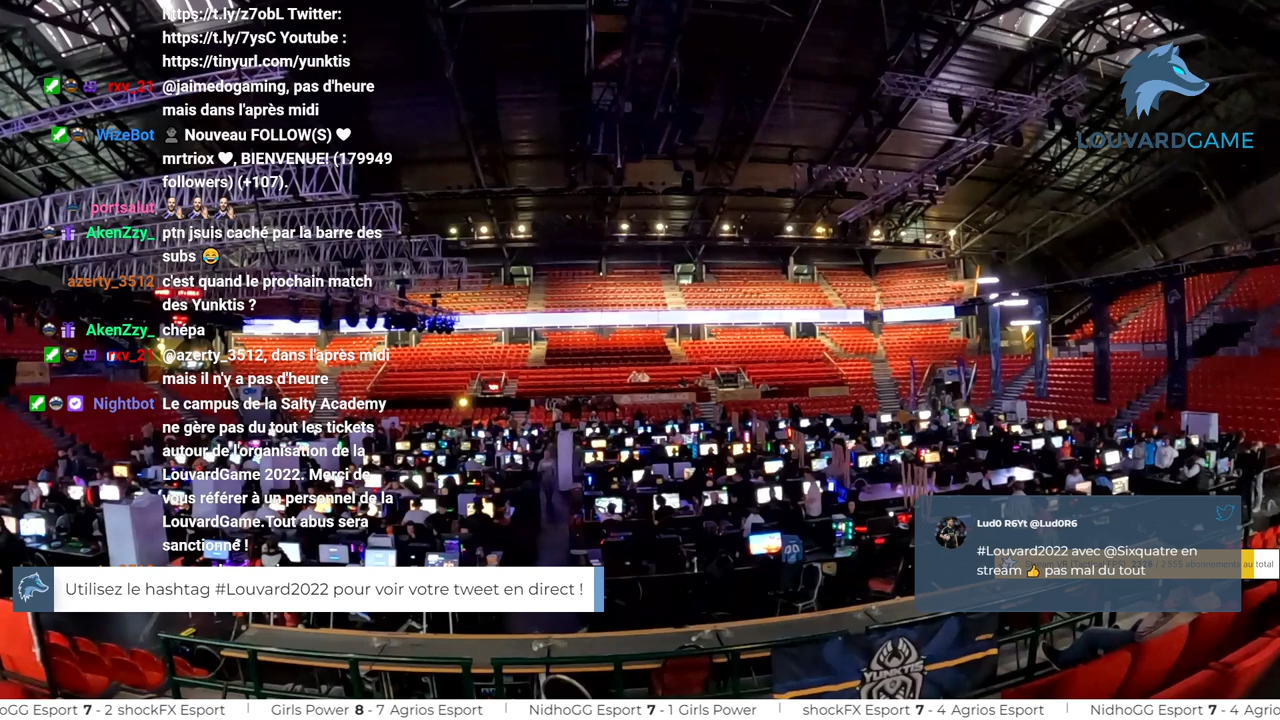 https://t.ly/z7obL Twitter:
https://t.ly/7ysC Youtube :
https://tinyurl.com/yunktis
rxv_21 @jaimedogaming, pas d'heure
mais dans l'après midi
WizeBot Nouveau FOLLOW(S)
mrtriox , BIENVENUE! (179949
followers) (+107).
portsalut
AkenZzy_ ptn jsuis caché par la barre des
subs 😂
azerty_3512 c'est quand le prochain match
des Yunktis ?
AkenZzy_ chépa
rxv_21 @azerty_3512, dans l'après midi
mais il n'y a pas d'heure
Nightbot Le campus de la Salty Academy
ne gère pas du tout les tickets
autour de l'organisation de la
LouvardGame 2022. Merci de
vous référer à un personnel de la
LouvardGame.Tout abus sera
sanctionné !
LOUVARDGAME
Lud0 R6Yt @Lud0R6
#Louvard2022 avec @Sixquatre en
stream 👍 pas mal du tout
2326 / 2555 abonnements au total
Utilisez le hashtag #Louvard2022 pour voir votre tweet en direct !
YUNKTIS
oGG Esport 7 - 2 shockFX Esport | Girls Power 8 - 7 Agrios Esport | NidhoGG Esport 7 - 1 Girls Power | shockFX Esport 7 - 4 Agrios Esport | NidhoGG Esport 7 - 4 Agrio